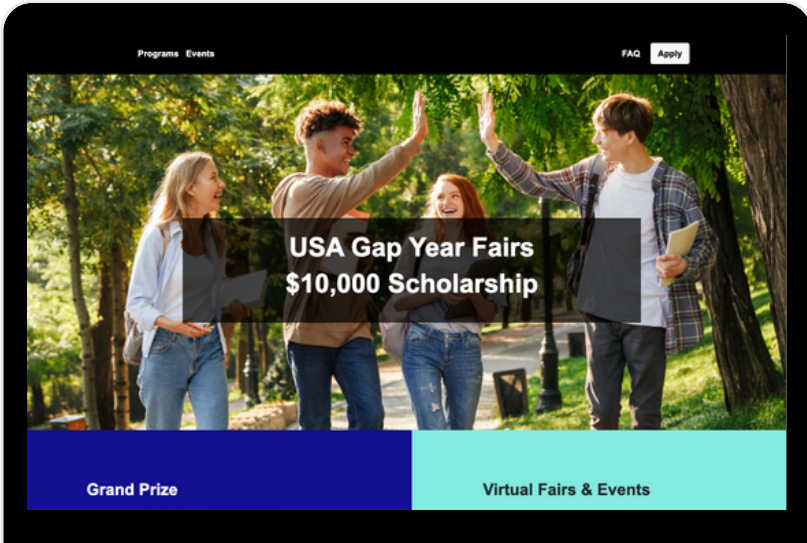 Programs Events FAQ Apply
USA Gap Year Fairs
$10,000 Scholarship
Grand Prize Virtual Fairs & Events